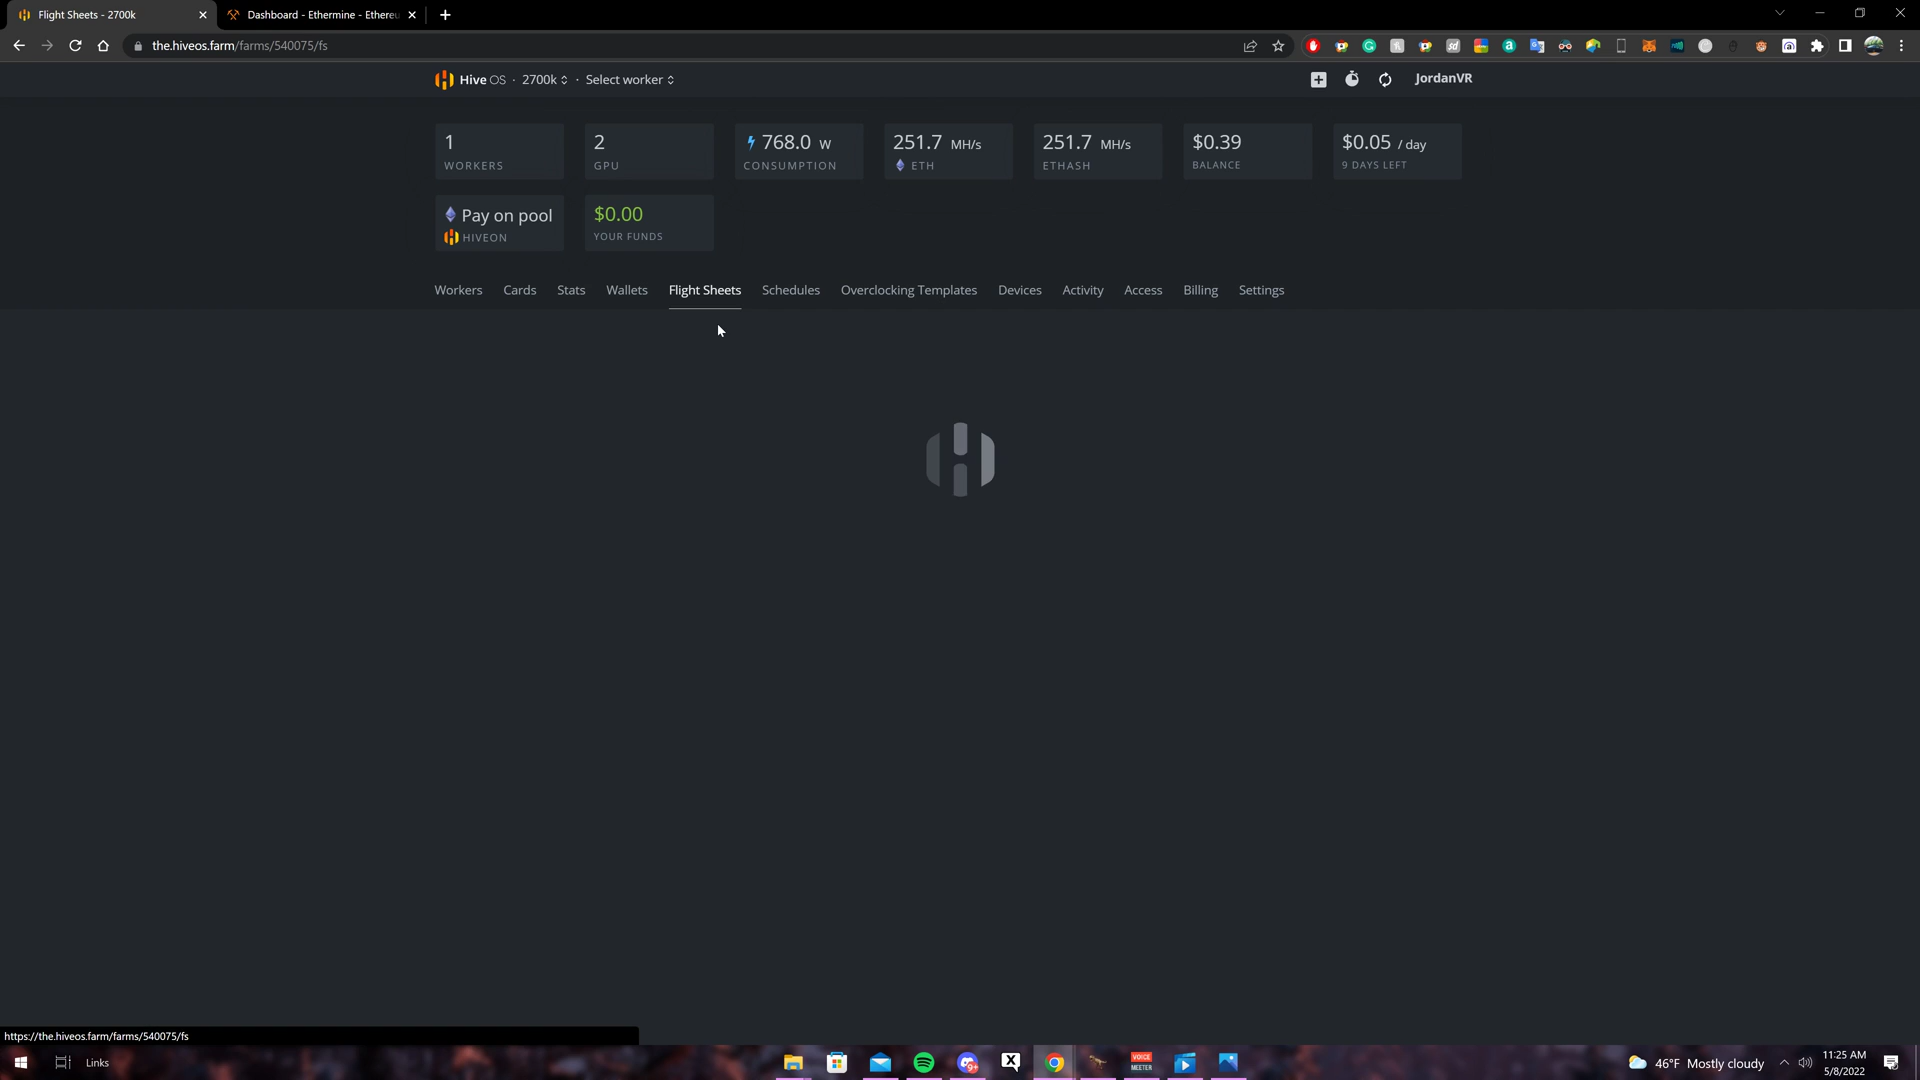 Flight Sheets - 2700k
Dashboard - Ethermine - Ethereu
the.hiveos.farm/farms/540075/fs
Hive OS · 2700k · Select worker
JordanVR
1
WORKERS
2
GPU
768.0 W
CONSUMPTION
251.7 MH/s
ETH
251.7 MH/s
ETHASH
$0.39
BALANCE
$0.05 / day
9 DAYS LEFT
Pay on pool
HIVEON
$0.00
YOUR FUNDS
Workers Cards Stats Wallets Flight Sheets Schedules Overclocking Templates Devices Activity Access Billing Settings
https://the.hiveos.farm/farms/540075/fs
Links
9+
VOICE
MEETER
46°F Mostly cloudy
11:25 AM
5/8/2022